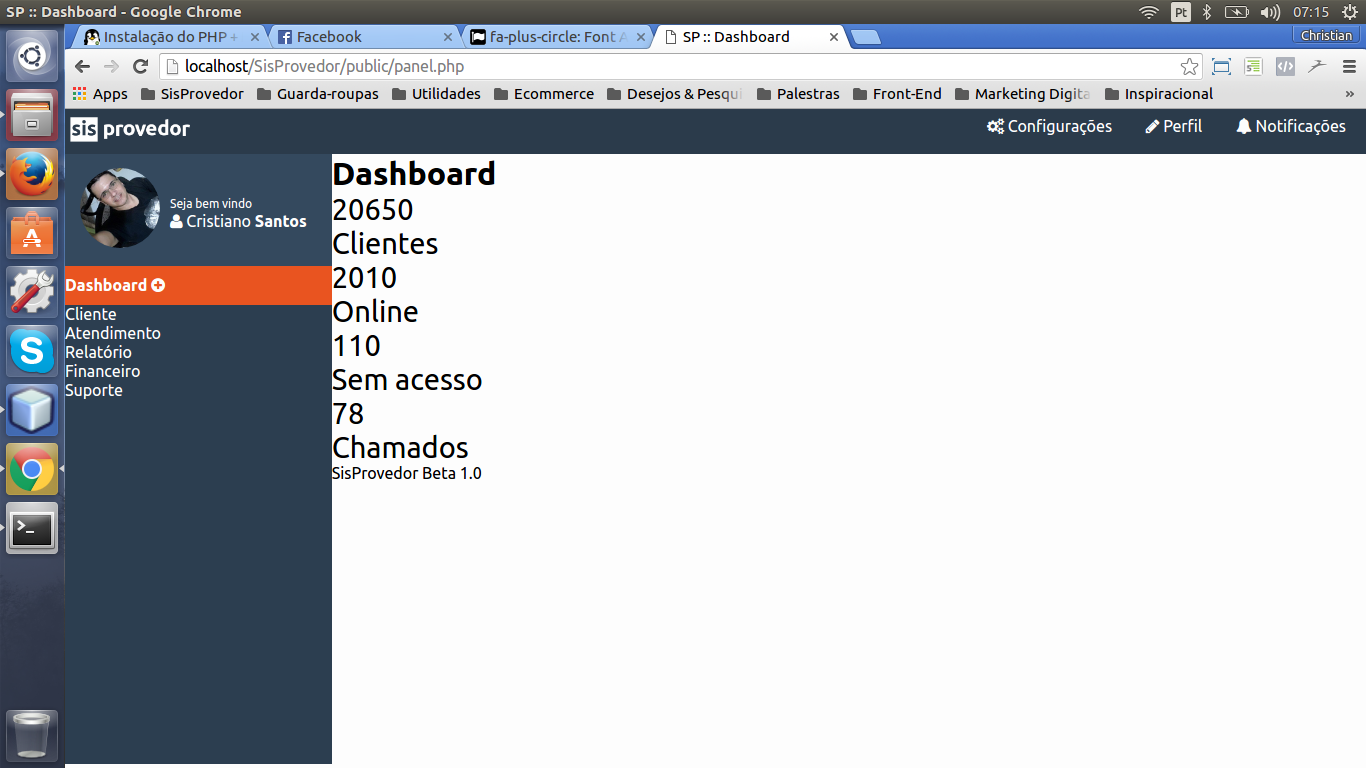 SP :: Dashboard - Google Chrome
Pt
07:15
Instalação do PHP +
Facebook
fa-plus-circle: Font A
SP :: Dashboard
Christian
localhost/SisProvedor/public/panel.php
Apps SisProvedor Guarda-roupas Utilidades Ecommerce Desejos & Pesqui Palestras Front-End Marketing Digita Inspiracional »
sis provedor
Configurações Perfil Notificações
Seja bem vindo
Cristiano Santos
Dashboard
Cliente
Atendimento
Relatório
Financeiro
Suporte
Dashboard
20650
Clientes
2010
Online
110
Sem acesso
78
Chamados
SisProvedor Beta 1.0